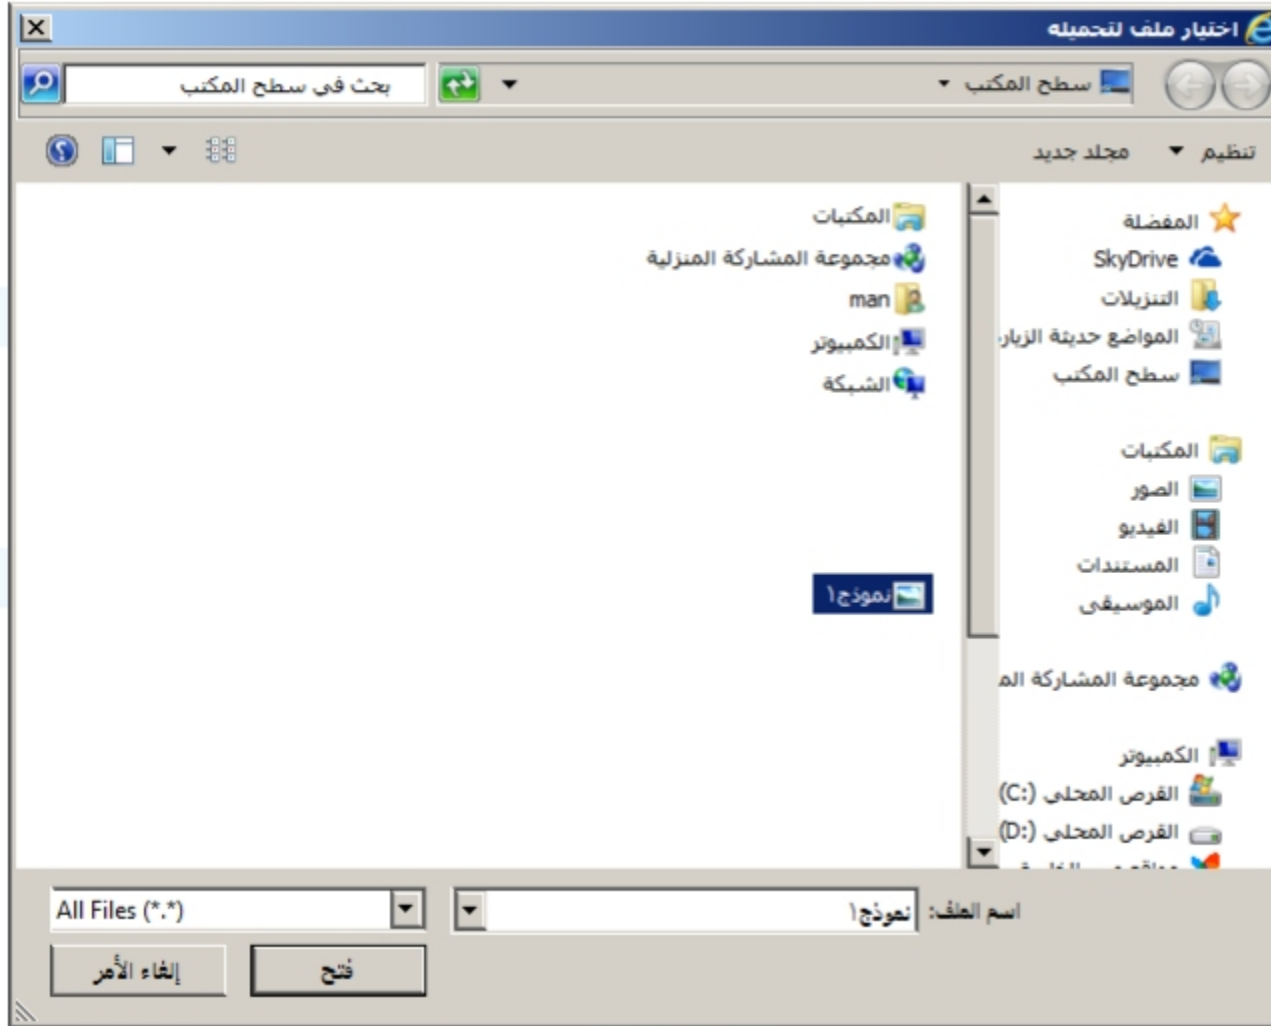 اختيار ملف لتحميله
سطح المكتب
بحث في سطح المكتب
تنظيم
مجلد جديد
المفضلة
SkyDrive
التنزيلات
المواضع حديثة الزيار
سطح المكتب
المكتبات
الصور
الفيديو
المستندات
الموسيقى
مجموعة المشاركة الم
الكمبيوتر
القرص المحلي (C:)
القرص المحلي (D:)
المكتبات
مجموعة المشاركة المنزلية
man
الكمبيوتر
الشبكة
نموذج١
اسم الملف: نموذج١
All Files (*.*)
فتح
إلغاء الأمر